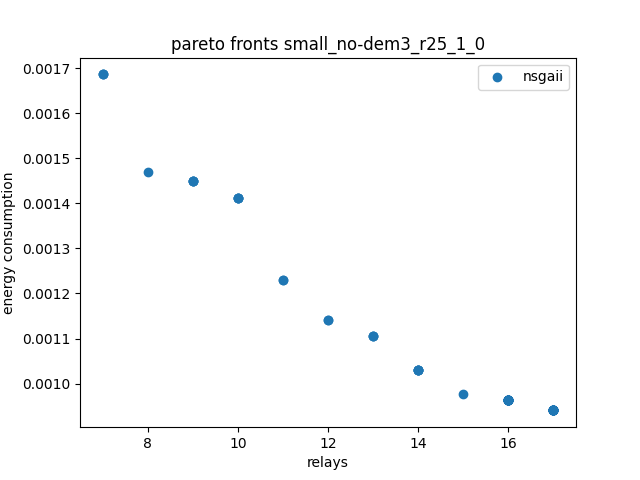 pareto fronts small_no-dem3_r25_1_0
nsgaii
energy consumption
0.0017
0.0016
0.0015
0.0014
0.0013
0.0012
0.0011
0.0010
8 10 12 14 16
relays